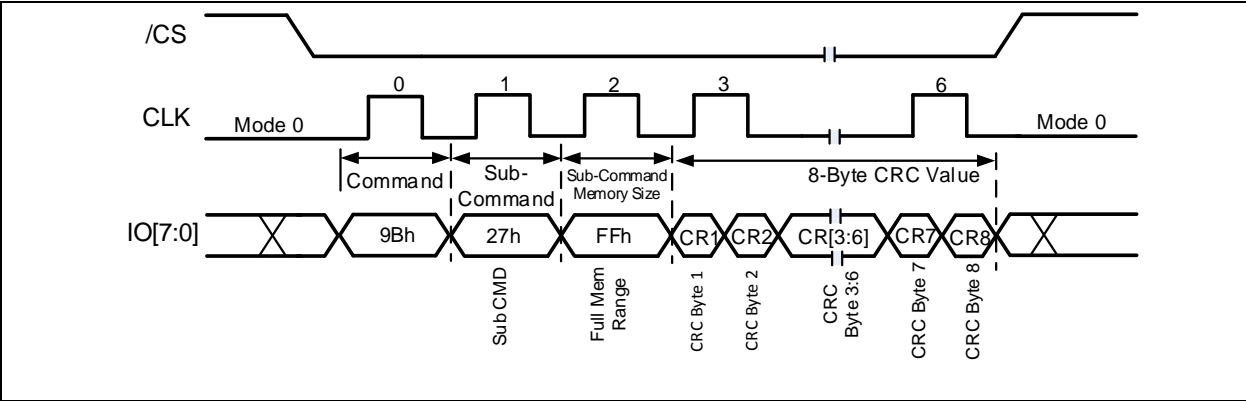 /CS
0 1 2 3 6
CLK
Mode 0 Mode 0
Command
Sub-
Command
Sub-Command
Memory Size
8-Byte CRC Value
IO[7:0]
9Bh 27h FFh CR1 CR2 CR[3:6] CR7 CR8
Sub CMD
Full Mem
Range
CRC Byte 1
CRC Byte 2
CRC
Byte 3:6
CRC Byte 7
CRC Byte 8